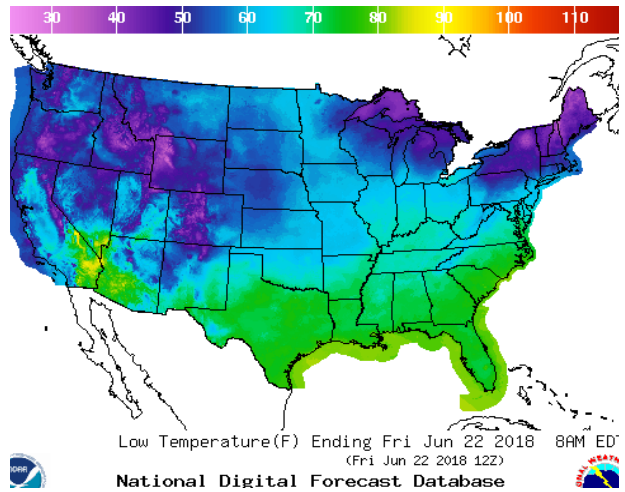 30 40 50 60 70 80 90 100 110
Low Temperature(F) Ending Fri Jun 22 2018 8AM EDT
(Fri Jun 22 2018 12Z)
National Digital Forecast Database